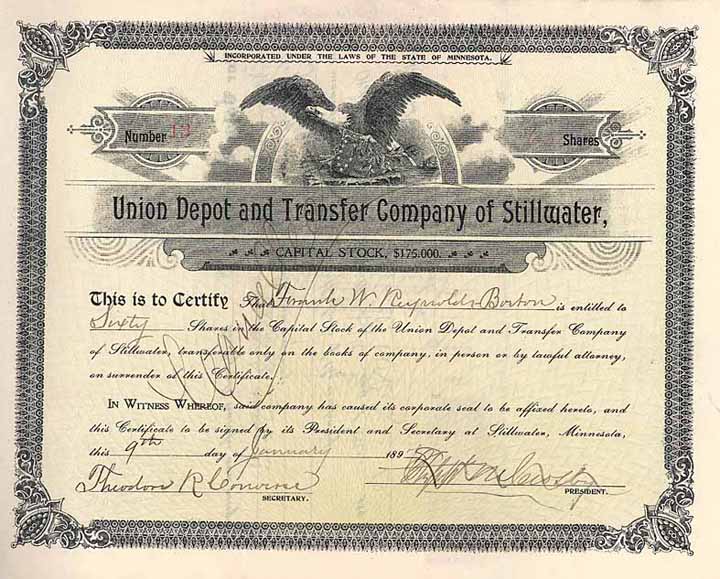 INCORPORATED UNDER THE LAWS OF THE STATE OF MINNESOTA.
Number 13
Shares
Union Depot and Transfer Company of Stillwater,
CAPITAL STOCK, $175.000.
This is to Certify That Frank W. Reynolds Boston is entitled to
Sixty Shares in the Capital Stock of the Union Depot and Transfer Company
of Stillwater, transferable only on the books of company, in person or by lawful attorney,
on surrender of this Certificate.
Cancelled
In Witness Whereof, said company has caused its corporate seal to be affixed hereto, and
this Certificate to be signed by its President and Secretary at Stillwater, Minnesota,
this 9th day of January 189
Theodore R Converse
SECRETARY.
PRESIDENT.